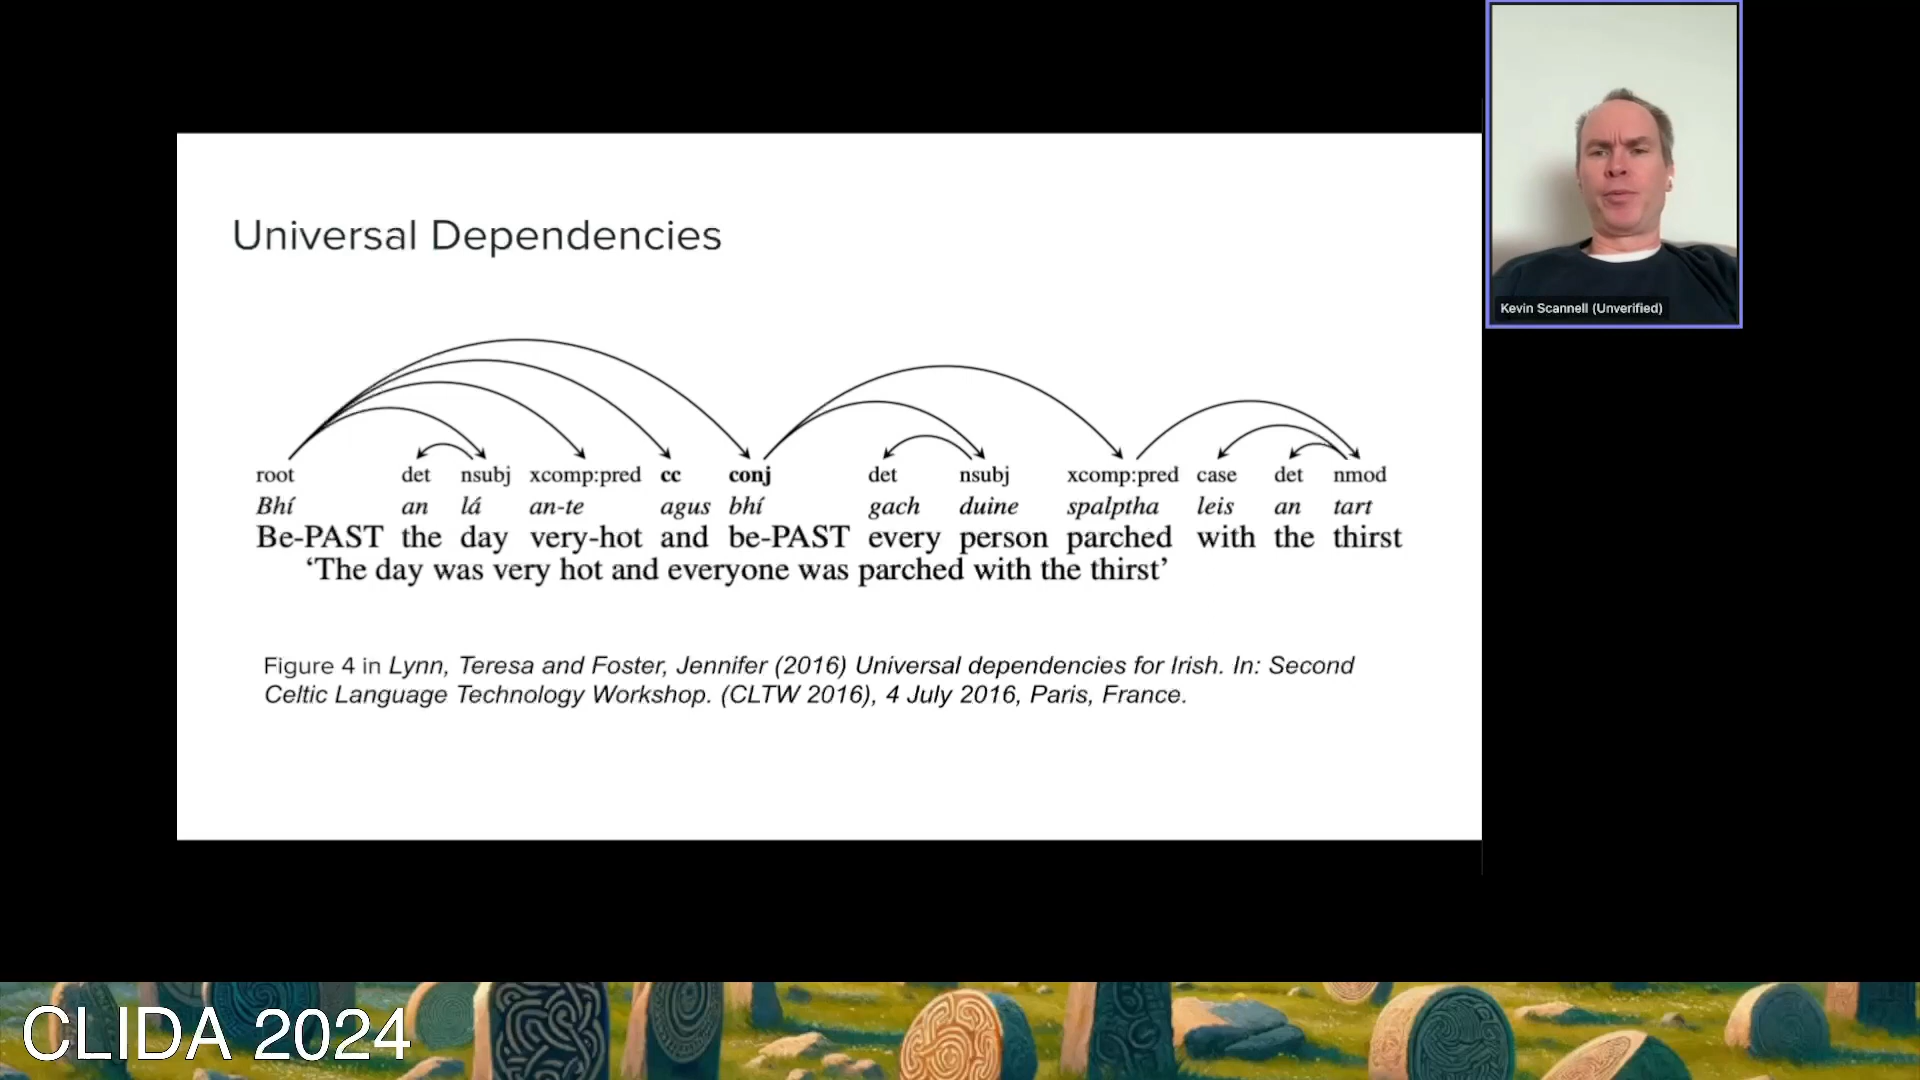 Universal Dependencies
root det nsubj xcomp:pred cc conj det nsubj xcomp:pred case det nmod
Bhí an lá an-te agus bhí gach duine spalptha leis an tart
Be-PAST the day very-hot and be-PAST every person parched with the thirst
‘The day was very hot and everyone was parched with the thirst’
Figure 4 in Lynn, Teresa and Foster, Jennifer (2016) Universal dependencies for Irish. In: Second
Celtic Language Technology Workshop. (CLTW 2016), 4 July 2016, Paris, France.
Kevin Scannell (Unverified)
CLIDA 2024